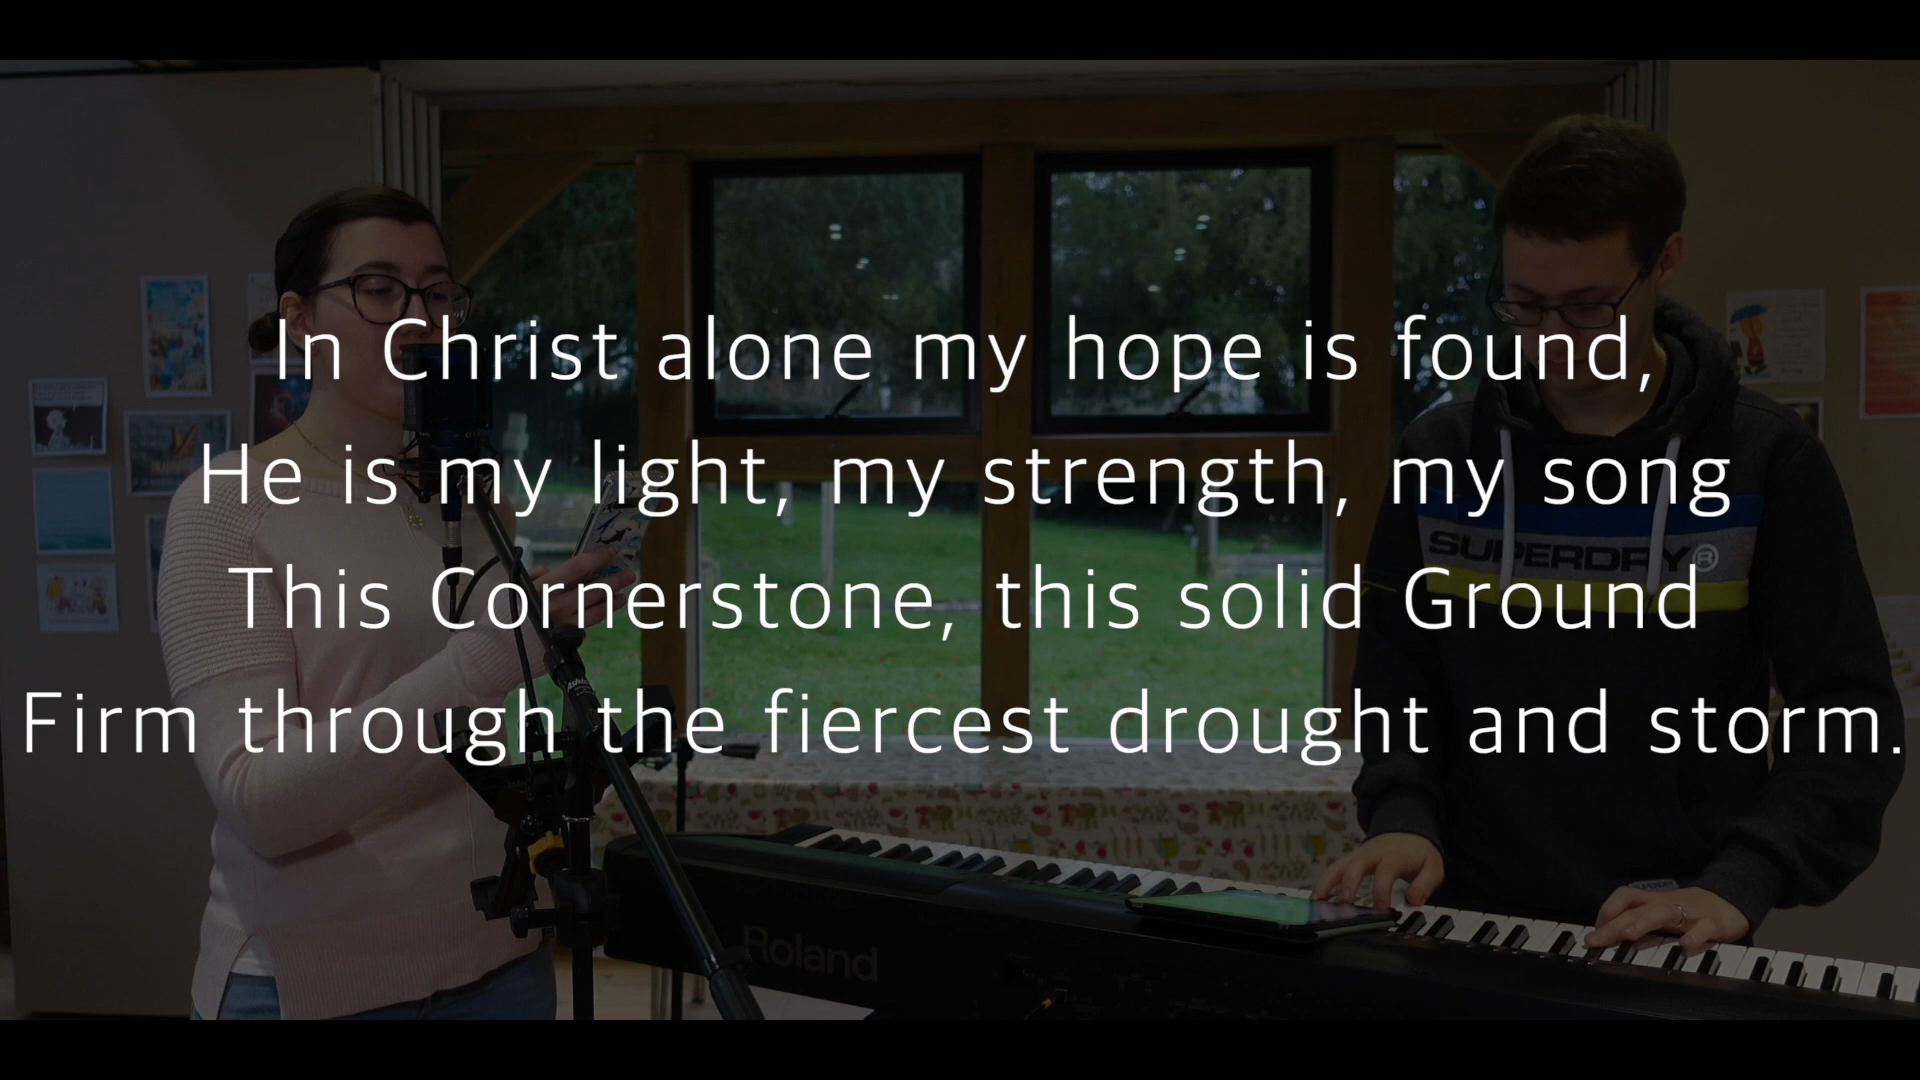 In Christ alone my hope is found,
He is my light, my strength, my song
This Cornerstone, this solid Ground
Firm through the fiercest drought and storm.
SUPERDRY®
Roland